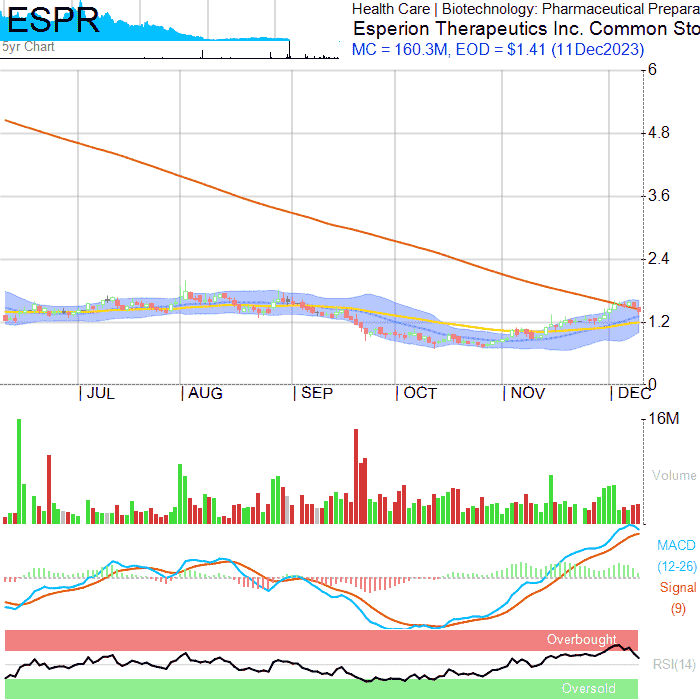 ESPR
5yr Chart
Health Care | Biotechnology: Pharmaceutical Prepara
Esperion Therapeutics Inc. Common Sto
MC = 160.3M, EOD = $1.41 (11Dec2023)
6
4.8
3.6
2.4
1.2
0
JUL AUG SEP OCT NOV DEC
16M
Volume
MACD
(12-26)
Signal
(9)
Overbought
RSI(14)
Oversold